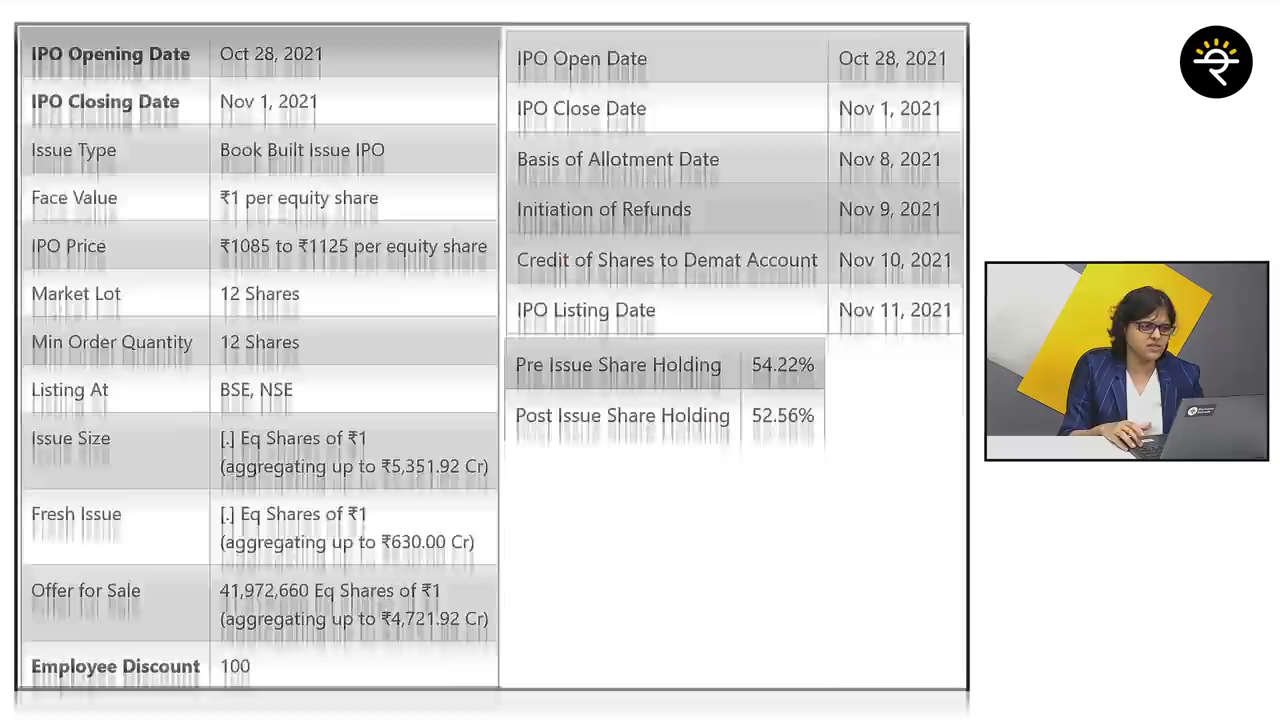 IPO Opening Date Oct 28, 2021
IPO Closing Date Nov 1, 2021
Issue Type Book Built Issue IPO
Face Value ₹1 per equity share
IPO Price ₹1085 to ₹1125 per equity share
Market Lot 12 Shares
Min Order Quantity 12 Shares
Listing At BSE, NSE
Issue Size [.] Eq Shares of ₹1
(aggregating up to ₹5,351.92 Cr)
Fresh Issue [.] Eq Shares of ₹1
(aggregating up to ₹630.00 Cr)
Offer for Sale 41,972,660 Eq Shares of ₹1
(aggregating up to ₹4,721.92 Cr)
Employee Discount 100
IPO Open Date Oct 28, 2021
IPO Close Date Nov 1, 2021
Basis of Allotment Date Nov 8, 2021
Initiation of Refunds Nov 9, 2021
Credit of Shares to Demat Account Nov 10, 2021
IPO Listing Date Nov 11, 2021
Pre Issue Share Holding 54.22%
Post Issue Share Holding 52.56%